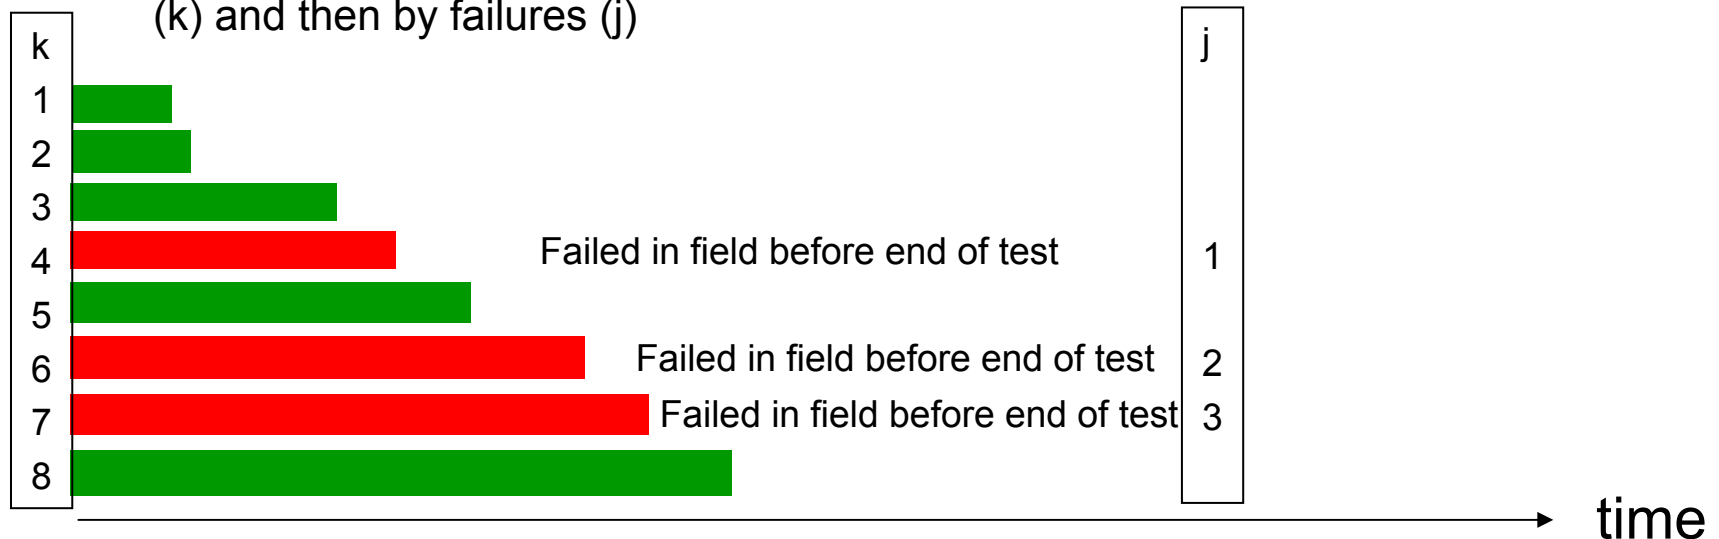 (k) and then by failures (j)
k
j
1
2
3
4 Failed in field before end of test 1
5
6 Failed in field before end of test 2
7 Failed in field before end of test 3
8
time